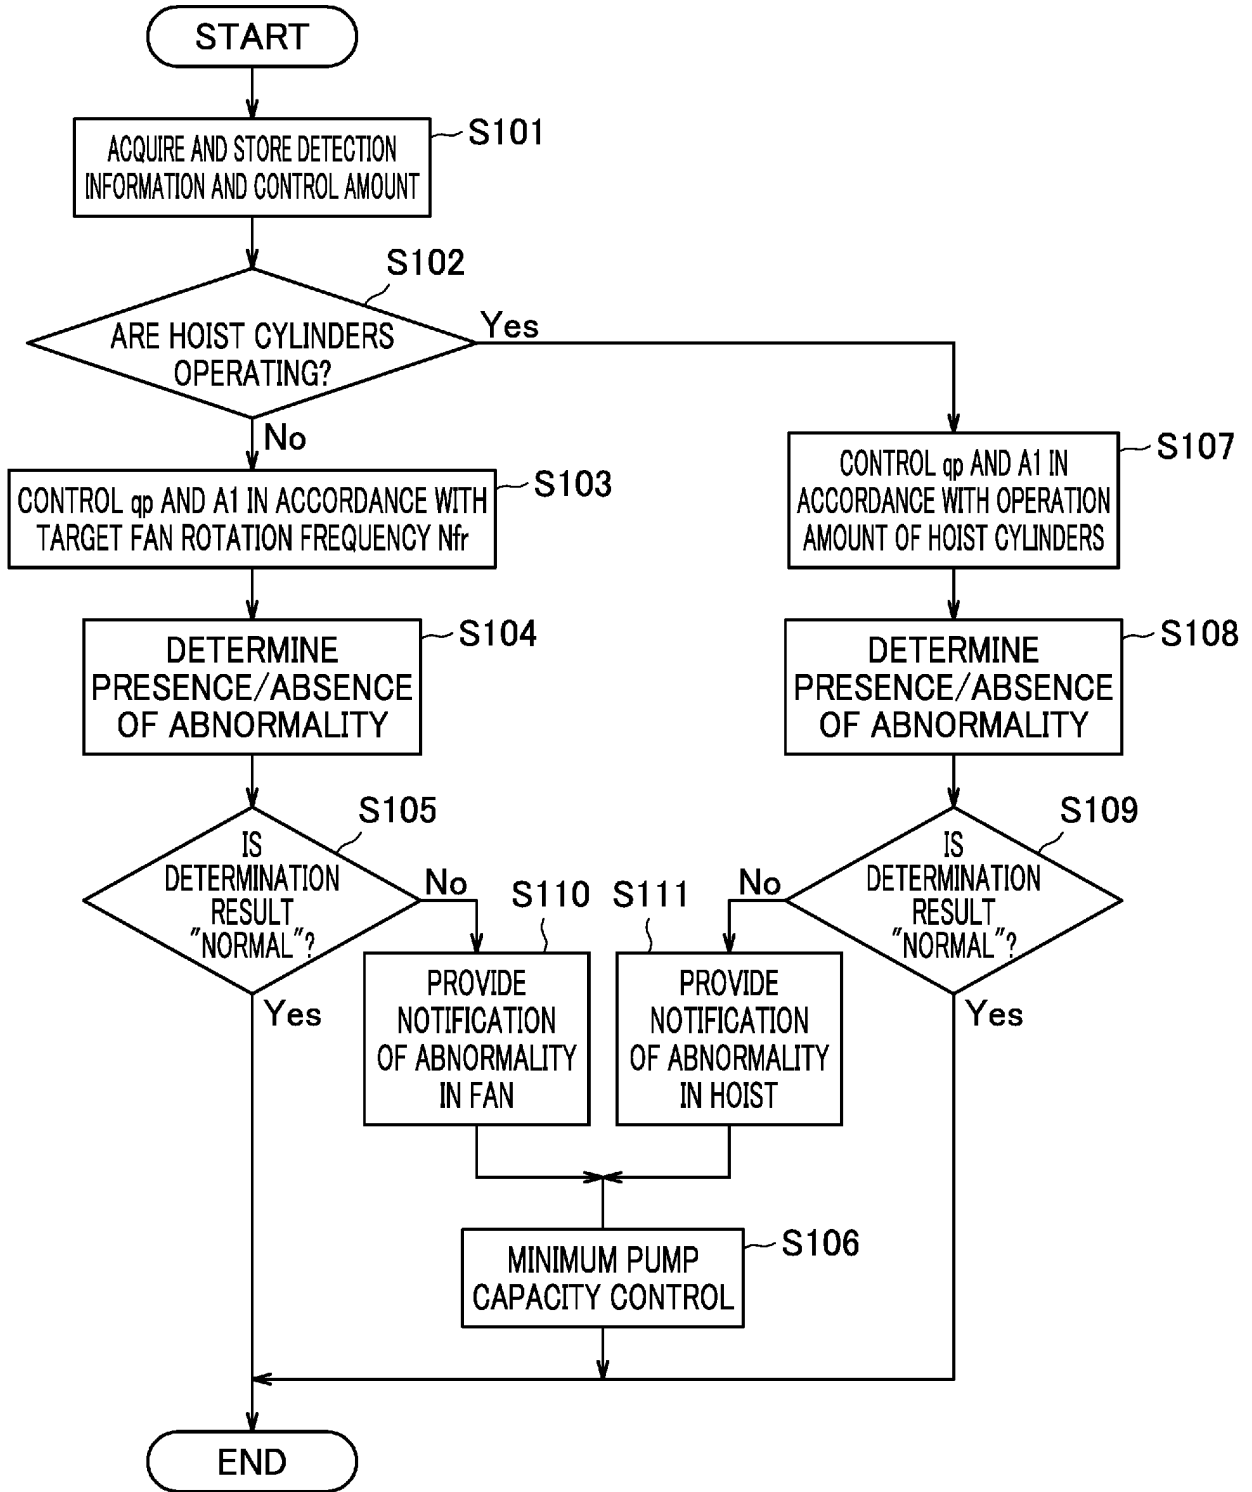 START
S101
ACQUIRE AND STORE DETECTION
INFORMATION AND CONTROL AMOUNT
S102
ARE HOIST CYLINDERS
OPERATING?
Yes
No
S103
CONTROL qp AND A1 IN ACCORDANCE WITH
TARGET FAN ROTATION FREQUENCY Nfr
S107
CONTROL qp AND A1 IN
ACCORDANCE WITH OPERATION
AMOUNT OF HOIST CYLINDERS
S104
DETERMINE
PRESENCE/ABSENCE
OF ABNORMALITY
S108
DETERMINE
PRESENCE/ABSENCE
OF ABNORMALITY
S105
IS
DETERMINATION
RESULT
"NORMAL"?
No
Yes
S109
IS
DETERMINATION
RESULT
"NORMAL"?
No
Yes
S110
PROVIDE
NOTIFICATION
OF ABNORMALITY
IN FAN
S111
PROVIDE
NOTIFICATION
OF ABNORMALITY
IN HOIST
S106
MINIMUM PUMP
CAPACITY CONTROL
END